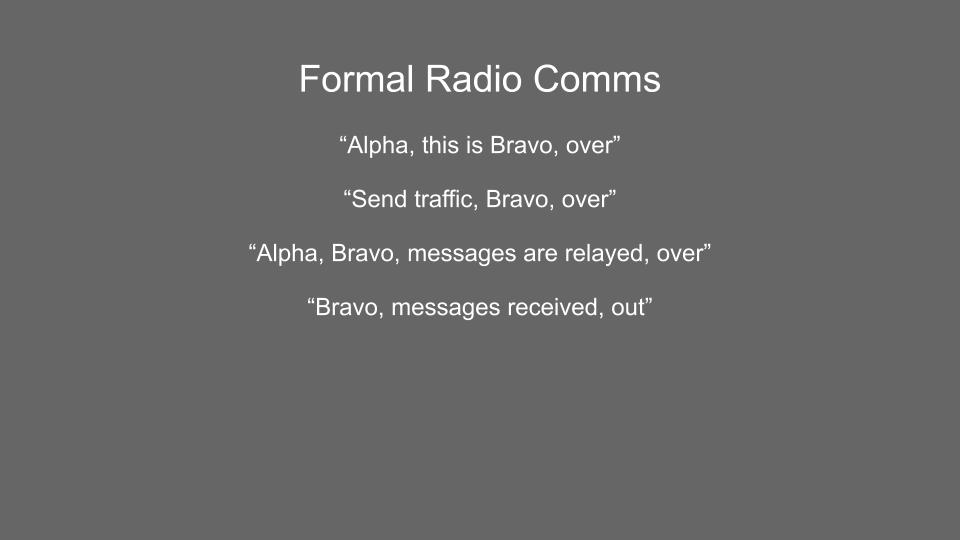 Formal Radio Comms
“Alpha, this is Bravo, over”
“Send traffic, Bravo, over”
“Alpha, Bravo, messages are relayed, over”
“Bravo, messages received, out”